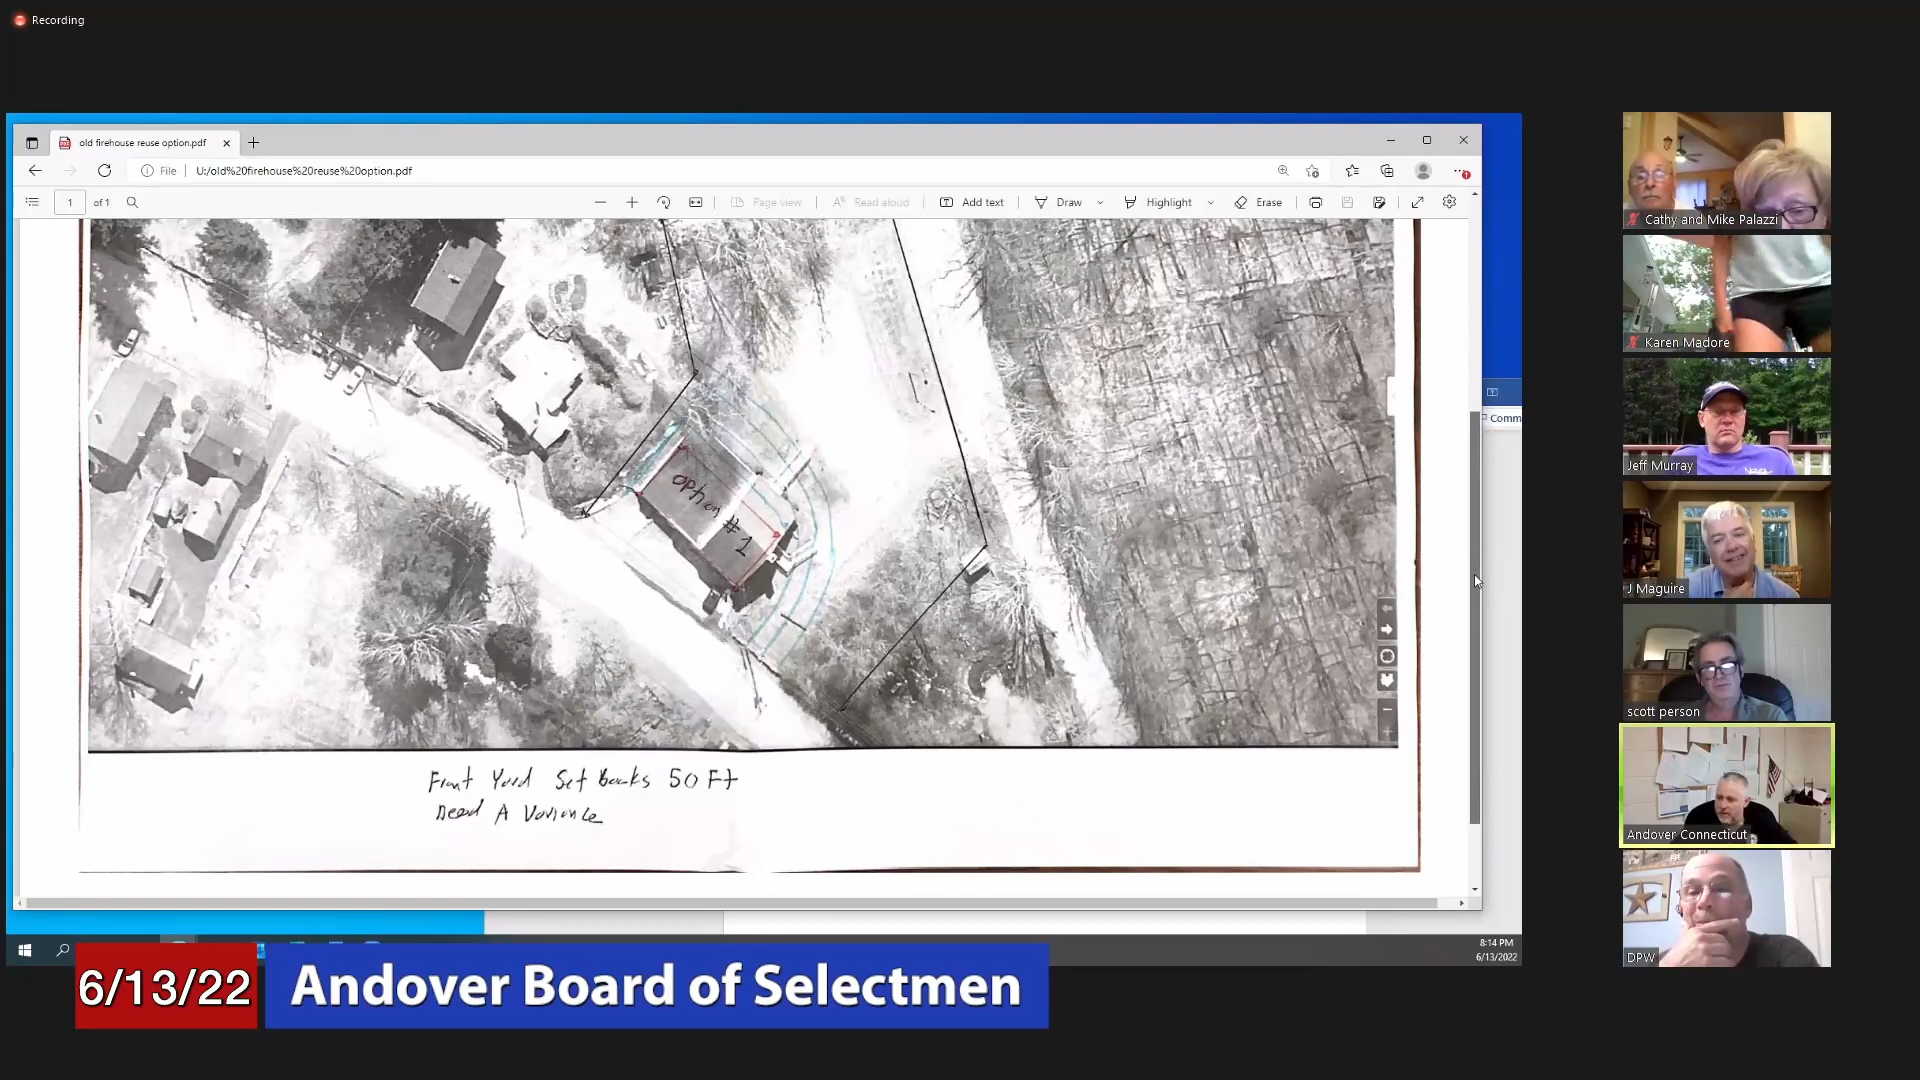 Recording
old firehouse reuse option.pdf
File
U:/old%20firehouse%20reuse%20option.pdf
1 of 1
Page view
Read aloud
Add text
Draw
Highlight
Erase
Comm
option #1
Front Yard Set Backs 50 Ft
Need A Variance
8:14 PM
6/13/2022
6/13/22
Andover Board of Selectmen
Cathy and Mike Palazzi
Karen Madore
Jeff Murray
J Maguire
scott person
Andover Connecticut
DPW